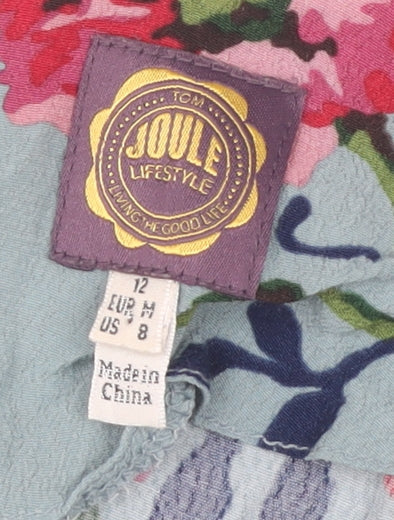 TOM
JOULE
LIFESTYLE
LIVING THE GOOD LIFE
12
EUR M
US 8
Made in
China